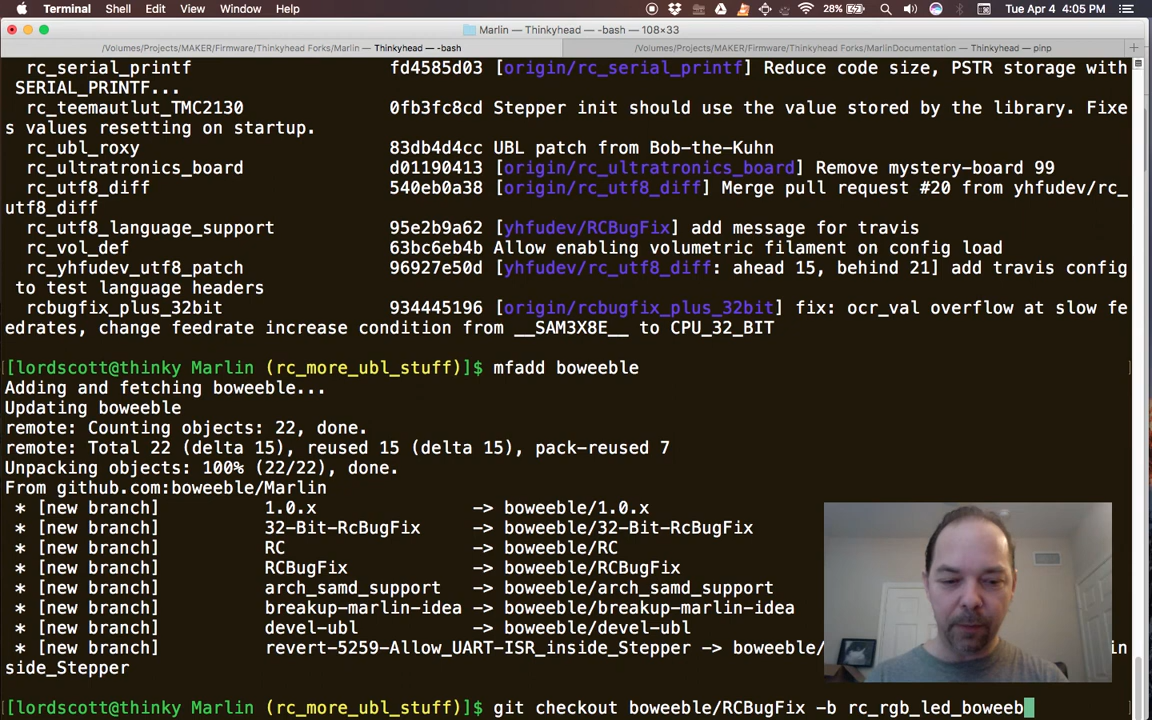 Terminal Shell Edit View Window Help 28% Tue Apr 4 4:05 PM
Marlin — Thinkyhead — -bash — 108×33
/Volumes/Projects/MAKER/Firmware/Thinkyhead Forks/Marlin — Thinkyhead — -bash
/Volumes/Projects/MAKER/Firmware/Thinkyhead Forks/MarlinDocumentation — Thinkyhead — pinp
rc_serial_printf fd4585d03 [origin/rc_serial_printf] Reduce code size, PSTR storage with
SERIAL_PRINTF...
rc_teemautlut_TMC2130 0fb3fc8cd Stepper init should use the value stored by the library. Fixe
s values resetting on startup.
rc_ubl_roxy 83db4d4cc UBL patch from Bob-the-Kuhn
rc_ultratronics_board d01190413 [origin/rc_ultratronics_board] Remove mystery-board 99
rc_utf8_diff 540eb0a38 [origin/rc_utf8_diff] Merge pull request #20 from yhfudev/rc_
utf8_diff
rc_utf8_language_support 95e2b9a62 [yhfudev/RCBugFix] add message for travis
rc_vol_def 63bc6eb4b Allow enabling volumetric filament on config load
rc_yhfudev_utf8_patch 96927e50d [yhfudev/rc_utf8_diff: ahead 15, behind 21] add travis config
to test language headers
rcbugfix_plus_32bit 934445196 [origin/rcbugfix_plus_32bit] fix: ocr_val overflow at slow fe
edrates, change feedrate increase condition from __SAM3X8E__ to CPU_32_BIT
[[lordscott@thinky Marlin (rc_more_ubl_stuff)]$ mfadd boweeble ]
Adding and fetching boweeble...
Updating boweeble
remote: Counting objects: 22, done.
remote: Total 22 (delta 15), reused 15 (delta 15), pack-reused 7
Unpacking objects: 100% (22/22), done.
From github.com:boweeble/Marlin
* [new branch] 1.0.x -> boweeble/1.0.x
* [new branch] 32-Bit-RcBugFix -> boweeble/32-Bit-RcBugFix
* [new branch] RC -> boweeble/RC
* [new branch] RCBugFix -> boweeble/RCBugFix
* [new branch] arch_samd_support -> boweeble/arch_samd_support
* [new branch] breakup-marlin-idea -> boweeble/breakup-marlin-idea
* [new branch] devel-ubl -> boweeble/devel-ubl
* [new branch] revert-5259-Allow_UART-ISR_inside_Stepper -> boweeble/ in
side_Stepper
[[lordscott@thinky Marlin (rc_more_ubl_stuff)]$ git checkout boweeble/RCBugFix -b rc_rgb_led_boweeb ]